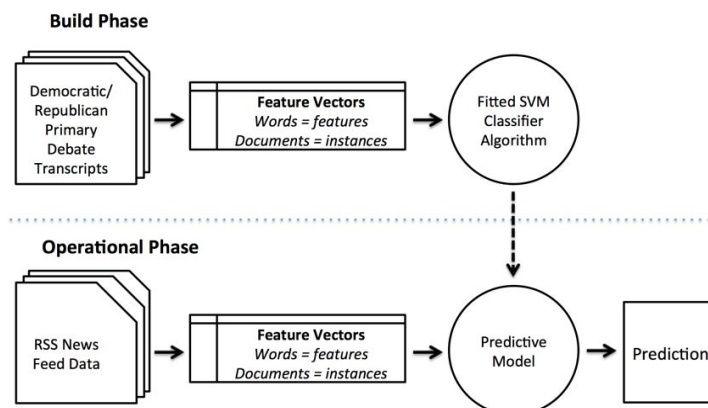 Build Phase
Democratic/
Republican
Primary
Debate
Transcripts
Feature Vectors
Words = features
Documents = instances
Fitted SVM
Classifier
Algorithm
Operational Phase
RSS News
Feed Data
Feature Vectors
Words = features
Documents = instances
Predictive
Model
Prediction